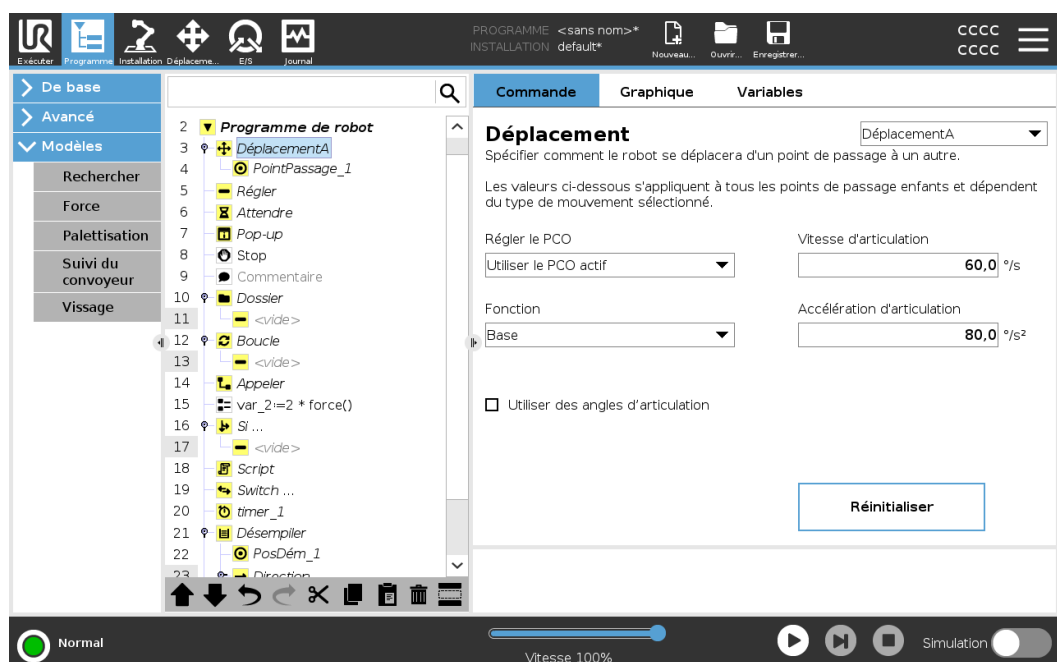 PROGRAMME <sans nom>*
INSTALLATION default*
Exécuter
Programme
Installation
Déplaceme...
E/S
Journal
Nouveau...
Ouvrir...
Enregistrer...
cccc
cccc
De base
Avancé
Modèles
Rechercher
Force
Palettisation
Suivi du
convoyeur
Vissage
2 Programme de robot
3 DéplacementA
4 PointPassage_1
5 Régler
6 Attendre
7 Pop-up
8 Stop
9 Commentaire
10 Dossier
11 <vide>
12 Boucle
13 <vide>
14 Appeler
15 var_2:=2 * force()
16 Si ...
17 <vide>
18 Script
19 Switch ...
20 timer_1
21 Désempiler
22 PosDém_1
23 Direction
Commande
Graphique
Variables
Déplacement
DéplacementA
Spécifier comment le robot se déplacera d'un point de passage à un autre.
Les valeurs ci-dessous s'appliquent à tous les points de passage enfants et dépendent
du type de mouvement sélectionné.
Régler le PCO
Vitesse d'articulation
Utiliser le PCO actif
60,0 °/s
Fonction
Accélération d'articulation
Base
80,0 °/s²
Utiliser des angles d’articulation
Réinitialiser
Normal
Vitesse 100%
Simulation